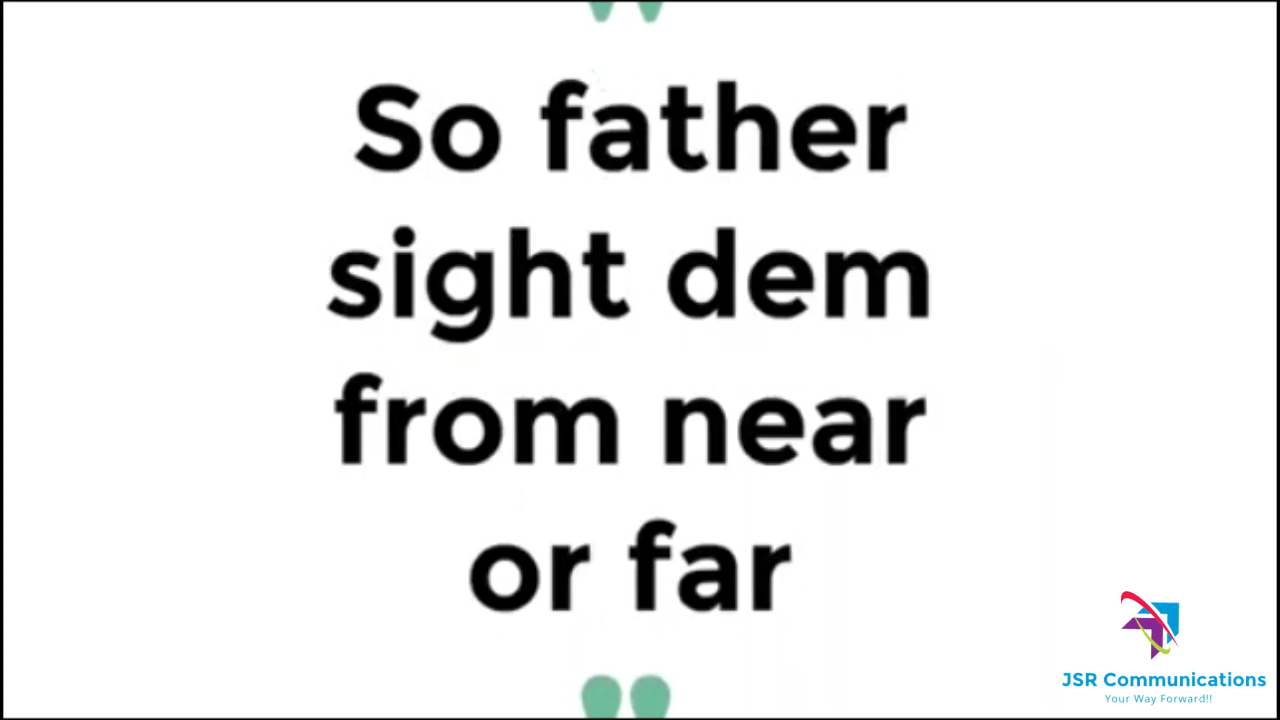 So father
sight dem
from near
or far
JSR Communications
Your Way Forward!!